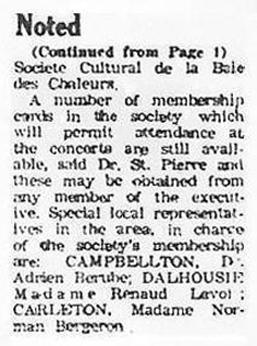 Noted
(Continued from Page 1)
Societe Cultural de la Baie
des Chaleurs.
A number of membership
cards in the society which
will permit attendance at
the concerts are still avail-
able, said Dr. St. Pierre and
these may be obtained from
any member of the execut-
ive. Special local representat-
ives in the area, in charge
of the society's membership
are: CAMPBELLTON, Dr.
Adrien Berube; DALHOUSIE
Madame Renaud Lavoi;
CARLETON, Madame Nor-
man Bergeron.